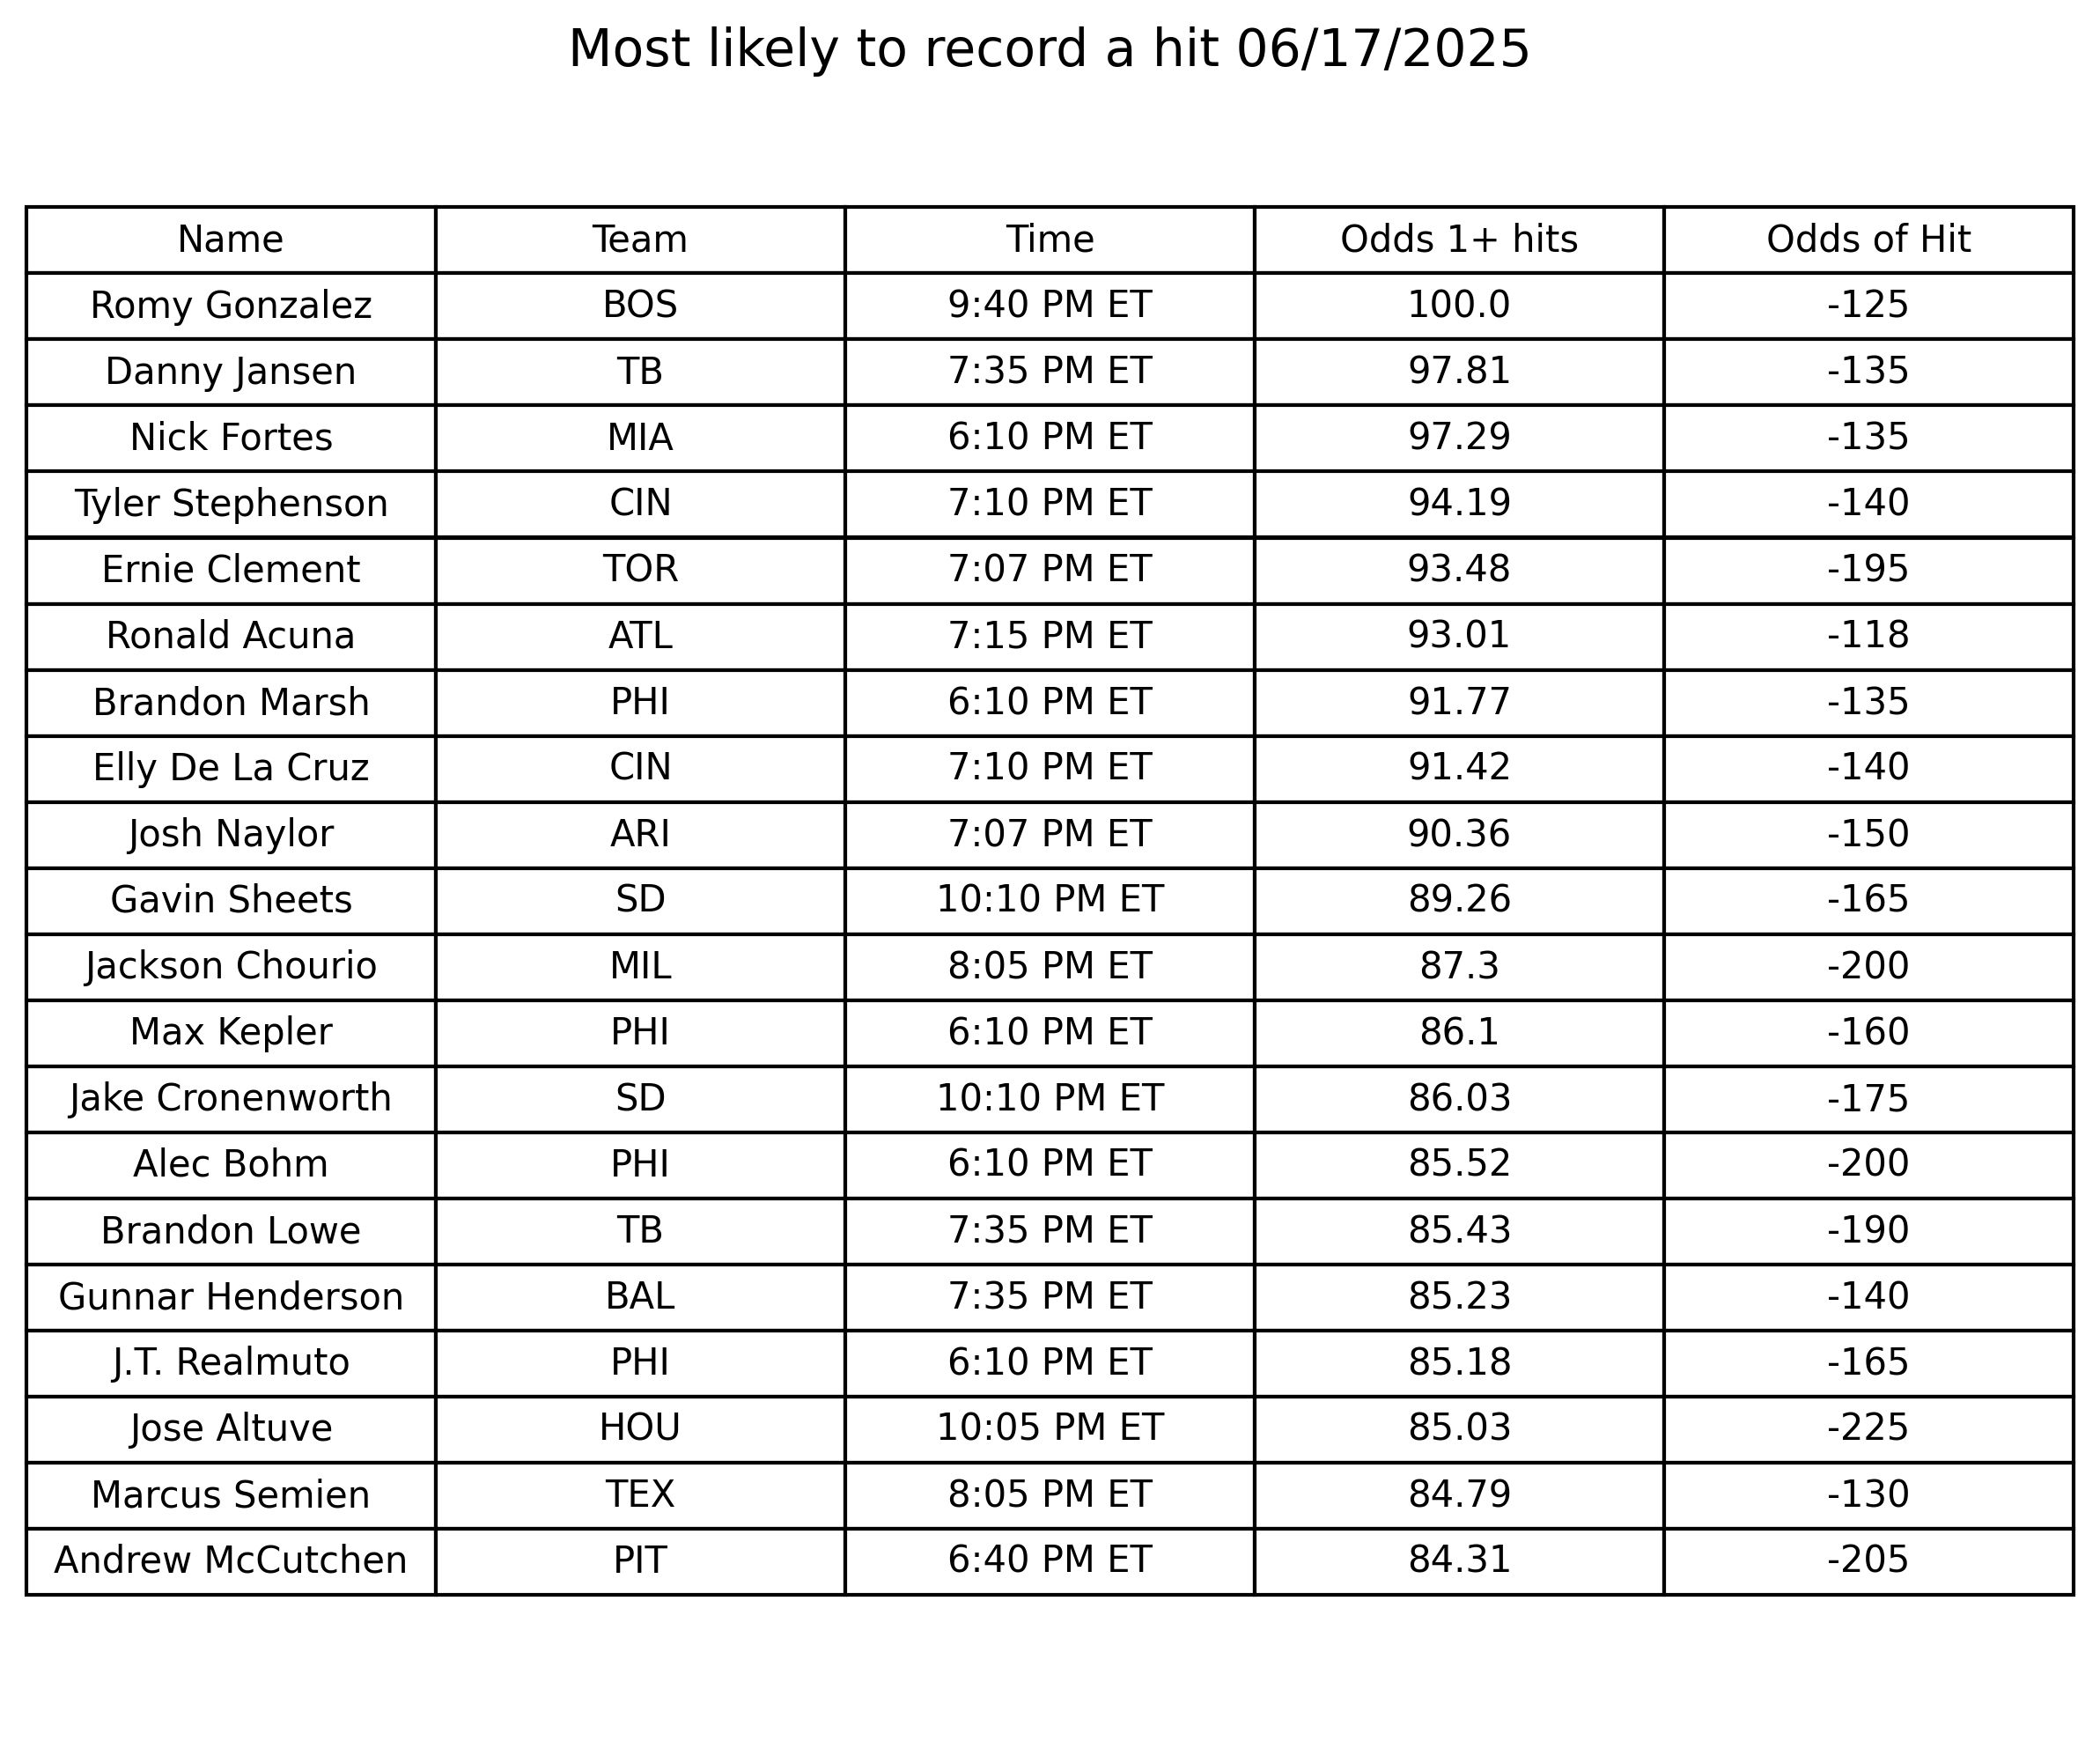 Most likely to record a hit 06/17/2025
Name Team Time Odds 1+ hits Odds of Hit
Romy Gonzalez BOS 9:40 PM ET 100.0 -125
Danny Jansen TB 7:35 PM ET 97.81 -135
Nick Fortes MIA 6:10 PM ET 97.29 -135
Tyler Stephenson CIN 7:10 PM ET 94.19 -140
Ernie Clement TOR 7:07 PM ET 93.48 -195
Ronald Acuna ATL 7:15 PM ET 93.01 -118
Brandon Marsh PHI 6:10 PM ET 91.77 -135
Elly De La Cruz CIN 7:10 PM ET 91.42 -140
Josh Naylor ARI 7:07 PM ET 90.36 -150
Gavin Sheets SD 10:10 PM ET 89.26 -165
Jackson Chourio MIL 8:05 PM ET 87.3 -200
Max Kepler PHI 6:10 PM ET 86.1 -160
Jake Cronenworth SD 10:10 PM ET 86.03 -175
Alec Bohm PHI 6:10 PM ET 85.52 -200
Brandon Lowe TB 7:35 PM ET 85.43 -190
Gunnar Henderson BAL 7:35 PM ET 85.23 -140
J.T. Realmuto PHI 6:10 PM ET 85.18 -165
Jose Altuve HOU 10:05 PM ET 85.03 -225
Marcus Semien TEX 8:05 PM ET 84.79 -130
Andrew McCutchen PIT 6:40 PM ET 84.31 -205